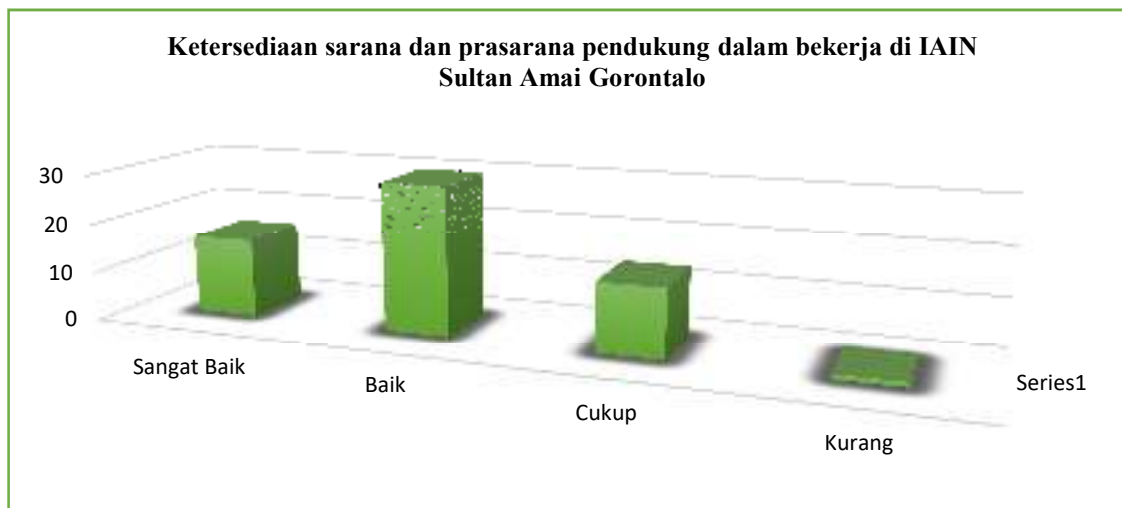 Ketersediaan sarana dan prasarana pendukung dalam bekerja di IAIN
Sultan Amai Gorontalo
30
20
10
0
Sangat Baik
Baik
Cukup
Kurang
Series1